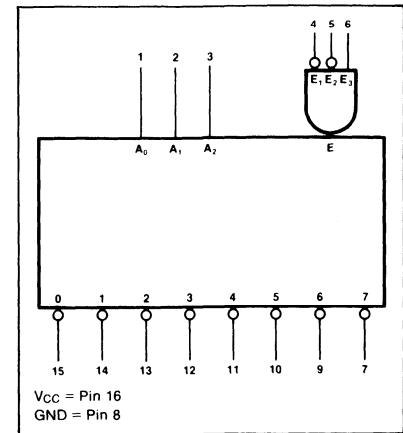 4 5 6
1 2 3
E₁ E₂ E₃
A₀ A₁ A₂ E
0 1 2 3 4 5 6 7
15 14 13 12 11 10 9 7
VCC = Pin 16
GND = Pin 8